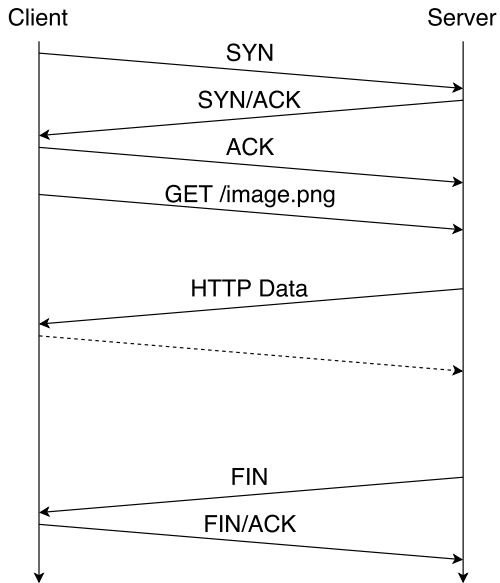 Client
Server
SYN
SYN/ACK
ACK
GET /image.png
HTTP Data
FIN
FIN/ACK